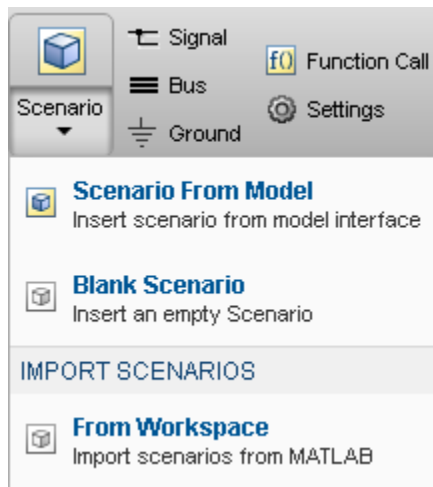 Scenario
Signal
Bus
Ground
f()
Function Call
Settings
Scenario From Model
Insert scenario from model interface
Blank Scenario
Insert an empty Scenario
IMPORT SCENARIOS
From Workspace
Import scenarios from MATLAB